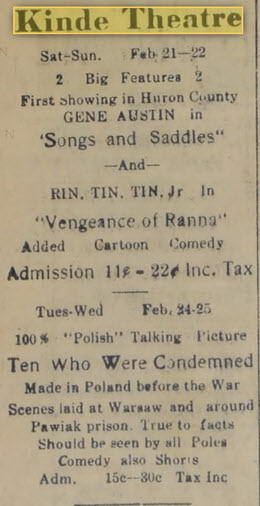 Kinde Theatre
Sat-Sun. Feb 21-22
2 Big Features 2
First Showing in Huron County
GENE AUSTIN in
'Songs and Saddles"
—And—
RIN, TIN, TIN, Jr In
"Vengeance of Ranna"
Added Cartoon Comedy
Admission 11¢ - 22¢ Inc. Tax
Tues-Wed Feb. 24-25
100% "Polish" Talking Picture
Ten Who Were Condemned
Made in Poland before the War
Scenes laid at Warsaw and around
Pawiak prison. True to facts
Should be seen by all Poles
Comedy also Shorts
Adm. 15c—30c Tax Inc